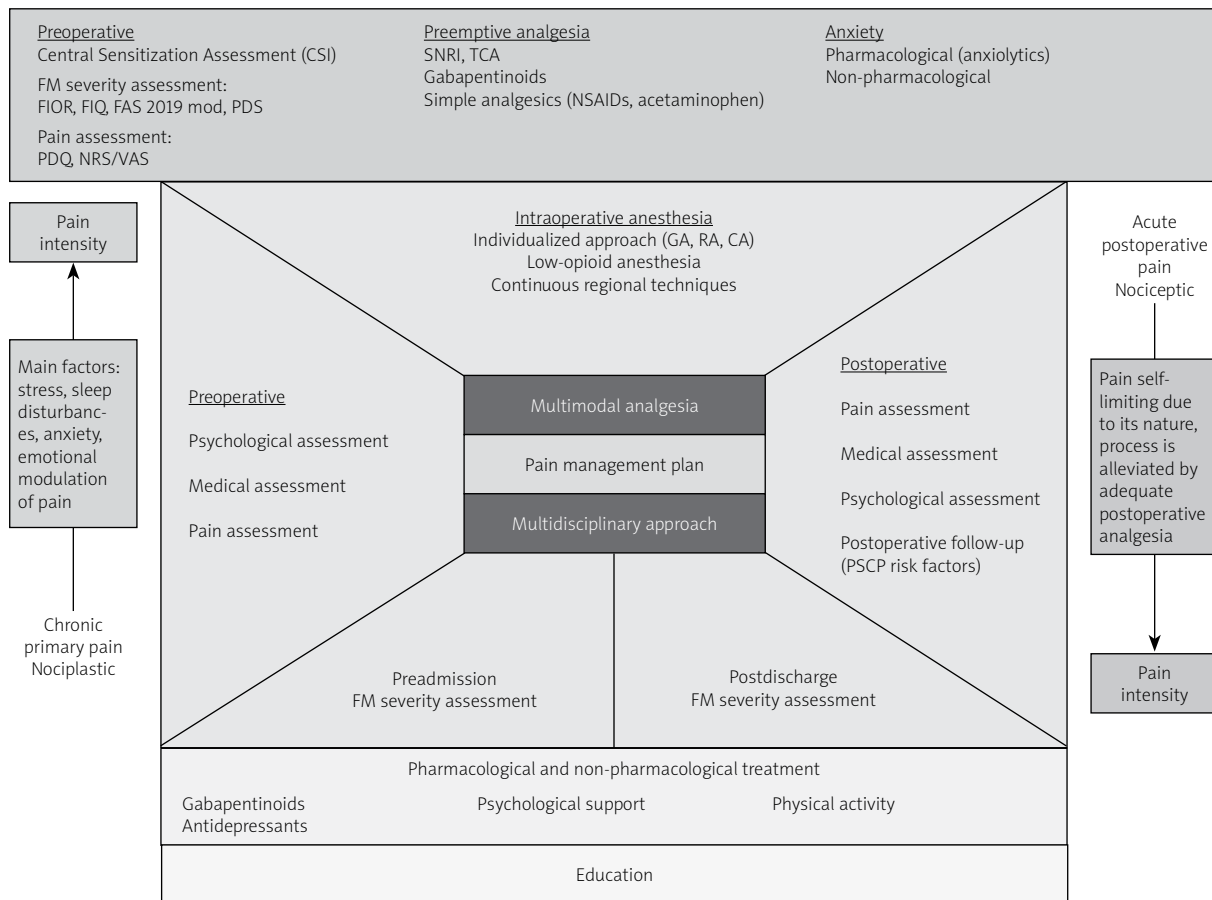 Preoperative
Central Sensitization Assessment (CSI)
FM severity assessment:
FIQR, FIQ, FAS 2019 mod, PDS
Pain assessment:
PDQ, NRS/VAS
Preemptive analgesia
SNRI, TCA
Gabapentinoids
Simple analgesics (NSAIDs, acetaminophen)
Anxiety
Pharmacological (anxiolytics)
Non-pharmacological
Pain
intensity
Main factors:
stress, sleep
disturbanc-
es, anxiety,
emotional
modulation
of pain
Chronic
primary pain
Nociplastic
Intraoperative anesthesia
Individualized approach (GA, RA, CA)
Low-opioid anesthesia
Continuous regional techniques
Preoperative
Psychological assessment
Medical assessment
Pain assessment
Multimodal analgesia
Pain management plan
Multidisciplinary approach
Postoperative
Pain assessment
Medical assessment
Psychological assessment
Postoperative follow-up
(PSCP risk factors)
Preadmission
FM severity assessment
Postdischarge
FM severity assessment
Acute
postoperative
pain
Nociceptive
Pain self-
limiting due
to its nature,
process is
alleviated by
adequate
postoperative
analgesia
Pain
intensity
Pharmacological and non-pharmacological treatment
Gabapentinoids
Antidepressants
Psychological support
Physical activity
Education